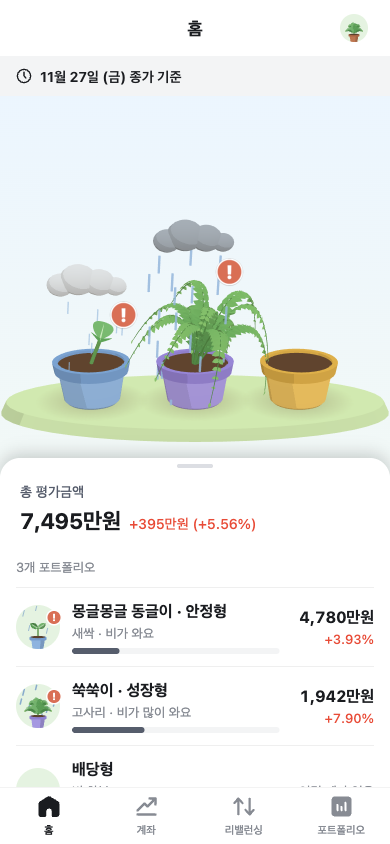 홈
11월 27일 (금) 종가 기준
총 평가금액
7,495만원 +395만원 (+5.56%)
3개 포트폴리오
몽글몽글 동글이 · 안정형
4,780만원
새싹 · 비가 와요
+3.93%
쑥쑥이 · 성장형
1,942만원
고사리 · 비가 많이 와요
+7.90%
배당형
홈
계좌
리밸런싱
포트폴리오